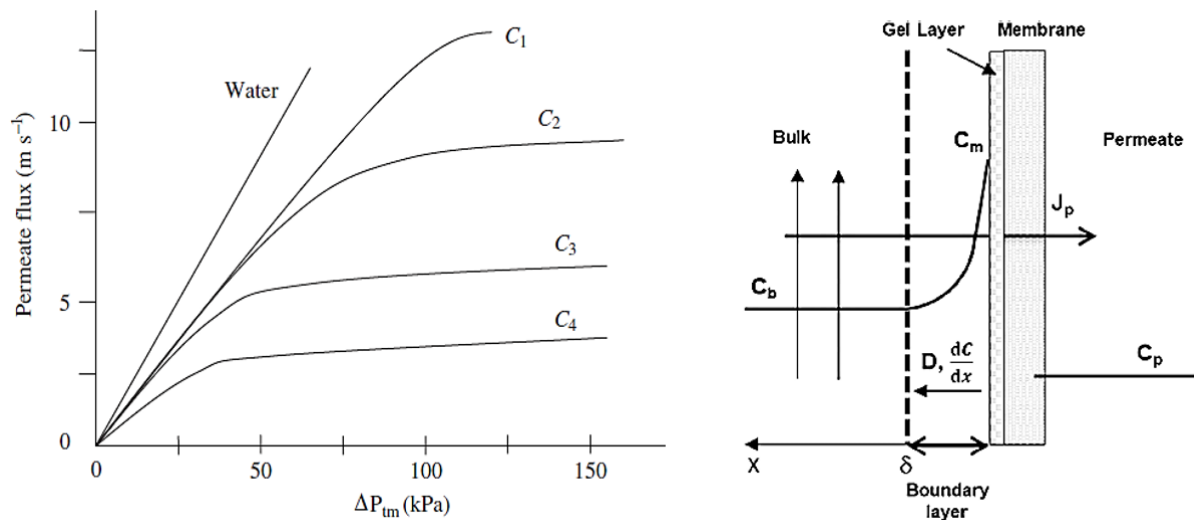 Permeate flux (m s⁻¹)
10
5
0
Water
C₁
C₂
C₃
C₄
0
50
100
150
ΔPₜₘ (kPa)
Gel Layer
Membrane
Bulk
Cₘ
Permeate
Jₚ
C_b
D, dC/dx
Cₚ
X
δ
Boundary
layer